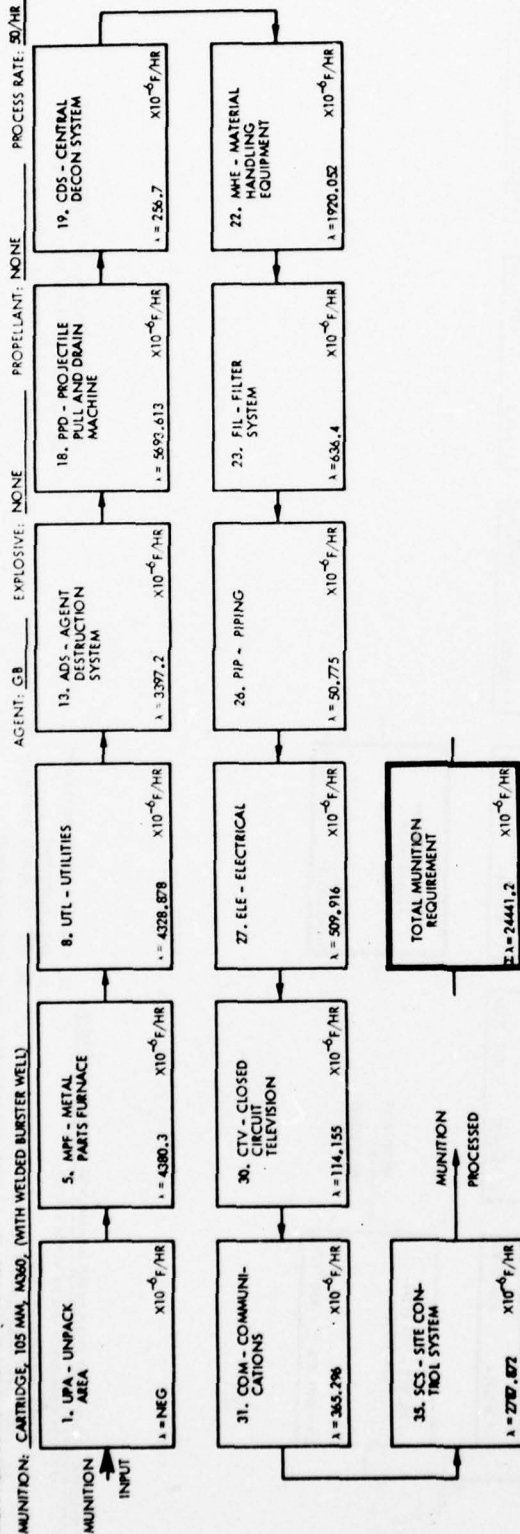 MUNITION: CARTRIDGE, 105 MM, M360, (WITH WELDED BURSTER WELL) AGENT: GB EXPLOSIVE: NONE PROPELLANT: NONE PROCESS RATE: 50/HR
MUNITION
INPUT
1. UPA - UNPACK
AREA
λ = NEG X10⁻⁶F/HR
5. MPF - METAL
PARTS FURNACE
λ = 4380.3 X10⁻⁶F/HR
8. UTL - UTILITIES
λ = 4328.878 X10⁻⁶F/HR
13. ADS - AGENT
DESTRUCTION
SYSTEM
λ = 3397.2 X10⁻⁶F/HR
18. PPD - PROJECTILE
PULL AND DRAIN
MACHINE
λ = 5693.613 X10⁻⁶F/HR
19. CDS - CENTRAL
DECON SYSTEM
λ = 256.7 X10⁻⁶F/HR
31. COM - COMMUNI-
CATIONS
λ = 365.296 X10⁻⁶F/HR
30. CTV - CLOSED
CIRCUIT
TELEVISION
λ = 114.155 X10⁻⁶F/HR
27. ELE - ELECTRICAL
λ = 509.916 X10⁻⁶F/HR
26. PIP - PIPING
λ = 50.775 X10⁻⁶F/HR
23. FIL - FILTER
SYSTEM
λ = 636.4 X10⁻⁶F/HR
22. MHE - MATERIAL
HANDLING
EQUIPMENT
λ = 1920.052 X10⁻⁶F/HR
35. SCS - SITE CON-
TROL SYSTEM
λ = 2787.872 X10⁻⁶F/HR
MUNITION
PROCESSED
TOTAL MUNITION
REQUIREMENT
Σλ = 24441.2 X10⁻⁶F/HR